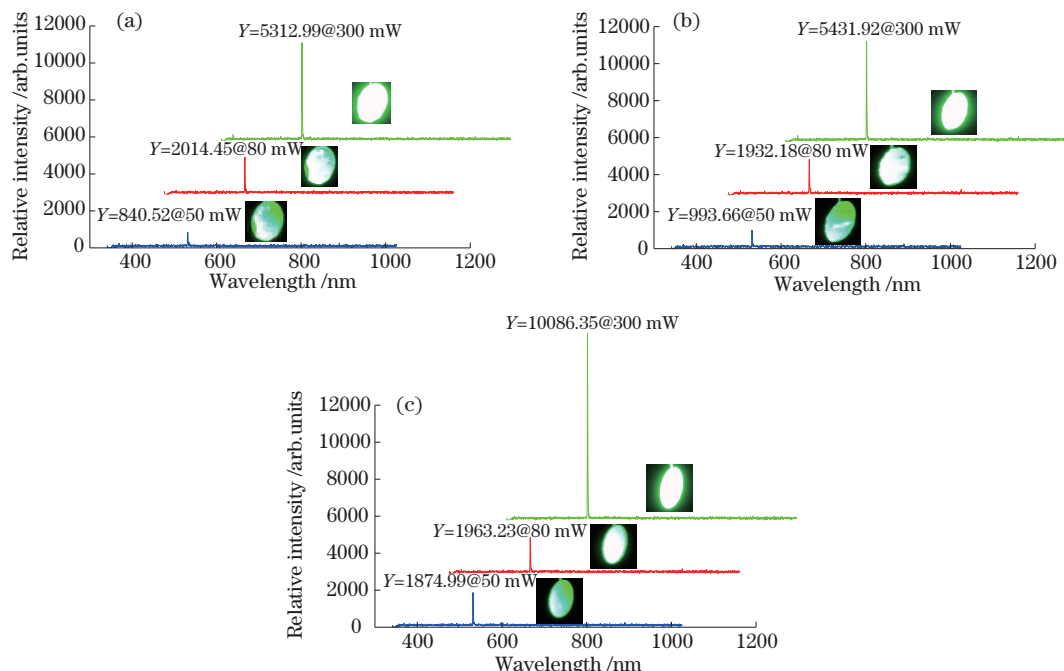 (a)
Relative intensity /arb.units
12000
10000
8000
6000
4000
2000
0
Y=5312.99@300 mW
Y=2014.45@80 mW
Y=840.52@50 mW
400 600 800 1000 1200
Wavelength /nm
(b)
Relative intensity /arb.units
12000
10000
8000
6000
4000
2000
0
Y=5431.92@300 mW
Y=1932.18@80 mW
Y=993.66@50 mW
400 600 800 1000 1200
Wavelength /nm
(c)
Relative intensity /arb.units
12000
10000
8000
6000
4000
2000
0
Y=10086.35@300 mW
Y=1963.23@80 mW
Y=1874.99@50 mW
400 600 800 1000 1200
Wavelength /nm